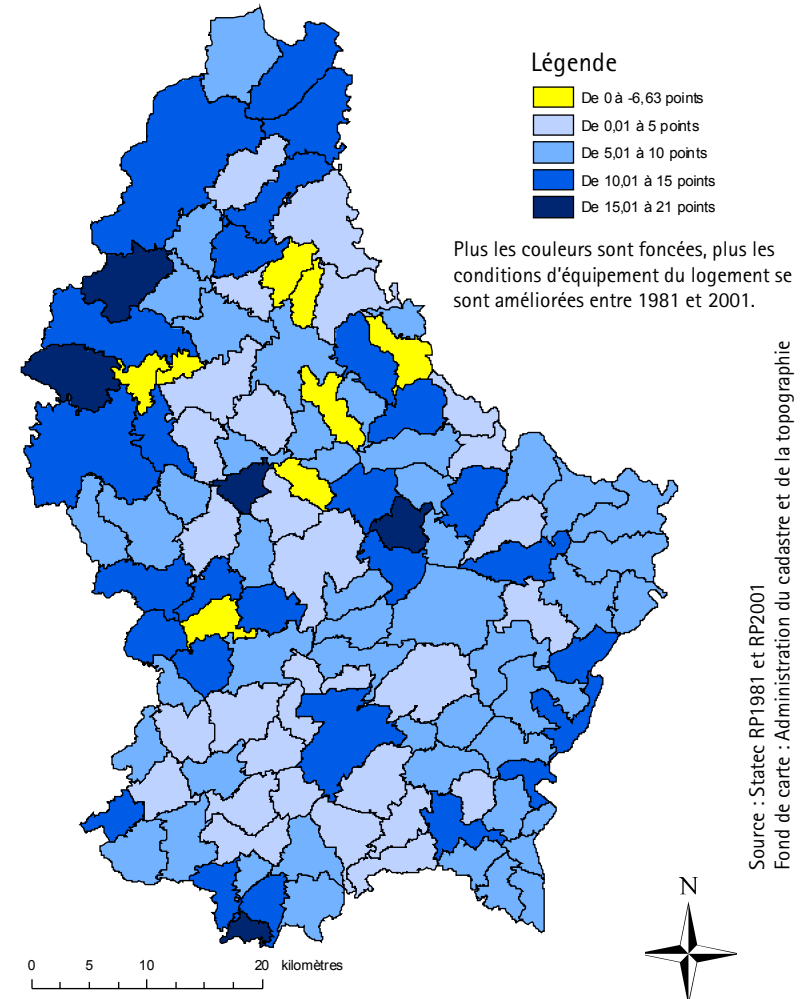 Légende
De 0 à -6,63 points
De 0,01 à 5 points
De 5,01 à 10 points
De 10,01 à 15 points
De 15,01 à 21 points
Plus les couleurs sont foncées, plus les
conditions d'équipement du logement se
sont améliorées entre 1981 et 2001.
Source : Statec RP1981 et RP2001
Fond de carte : Administration du cadastre et de la topographie
N
0 5 10 20 kilomètres